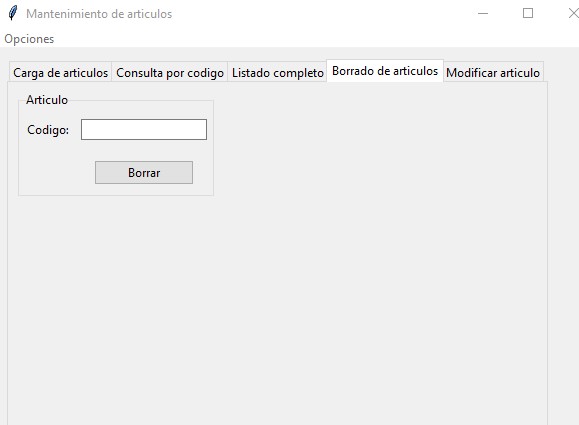 Mantenimiento de articulos
Opciones
Carga de articulos Consulta por codigo Listado completo Borrado de articulos Modificar articulo
Articulo
Codigo:
Borrar